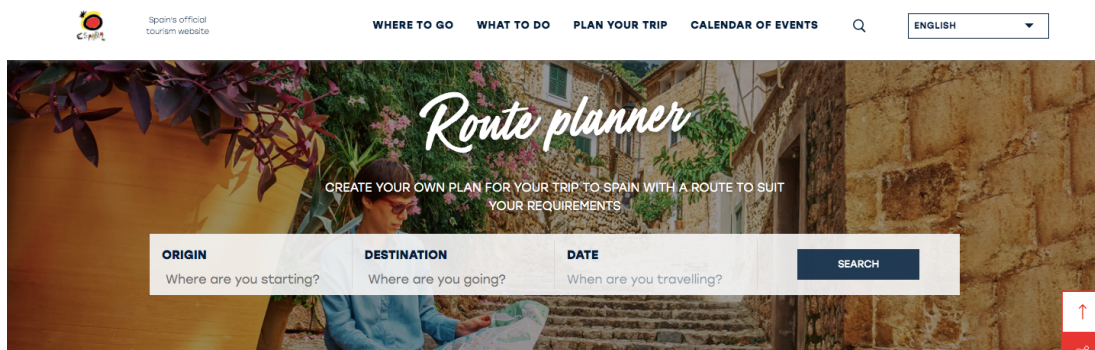 España
Spain's official
tourism website
WHERE TO GO
WHAT TO DO
PLAN YOUR TRIP
CALENDAR OF EVENTS
ENGLISH
Route planner
CREATE YOUR OWN PLAN FOR YOUR TRIP TO SPAIN WITH A ROUTE TO SUIT
YOUR REQUIREMENTS
ORIGIN
Where are you starting?
DESTINATION
Where are you going?
DATE
When are you travelling?
SEARCH